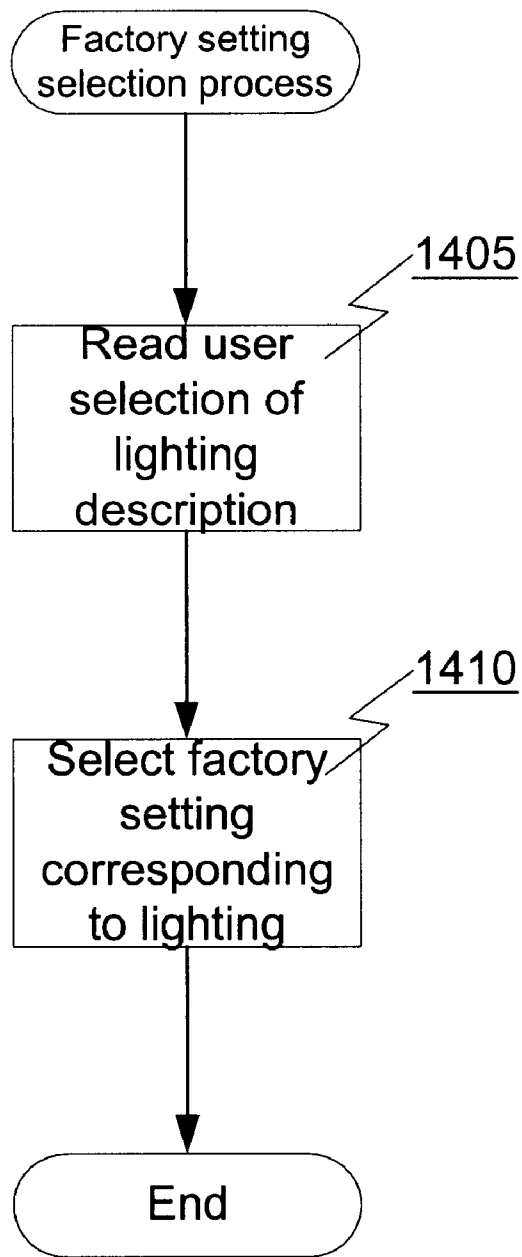 Factory setting
selection process
1405
Read user
selection of
lighting
description
1410
Select factory
setting
corresponding
to lighting
End